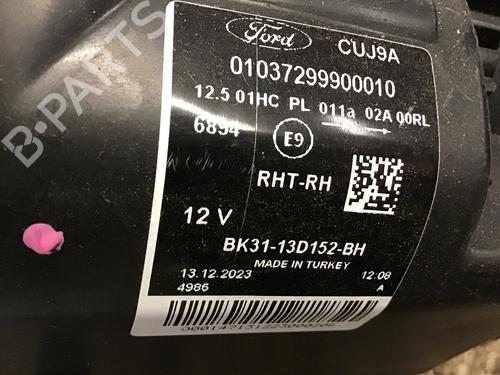 Ford
CUJ9A
01037299900010
12.5 01HC PL 011a 02A 00RL
6894
E9
RHT-RH
12 V
BK31-13D152-BH
MADE IN TURKEY
13.12.2023
12:08
4986
A
000147131223000206
B-PARTS